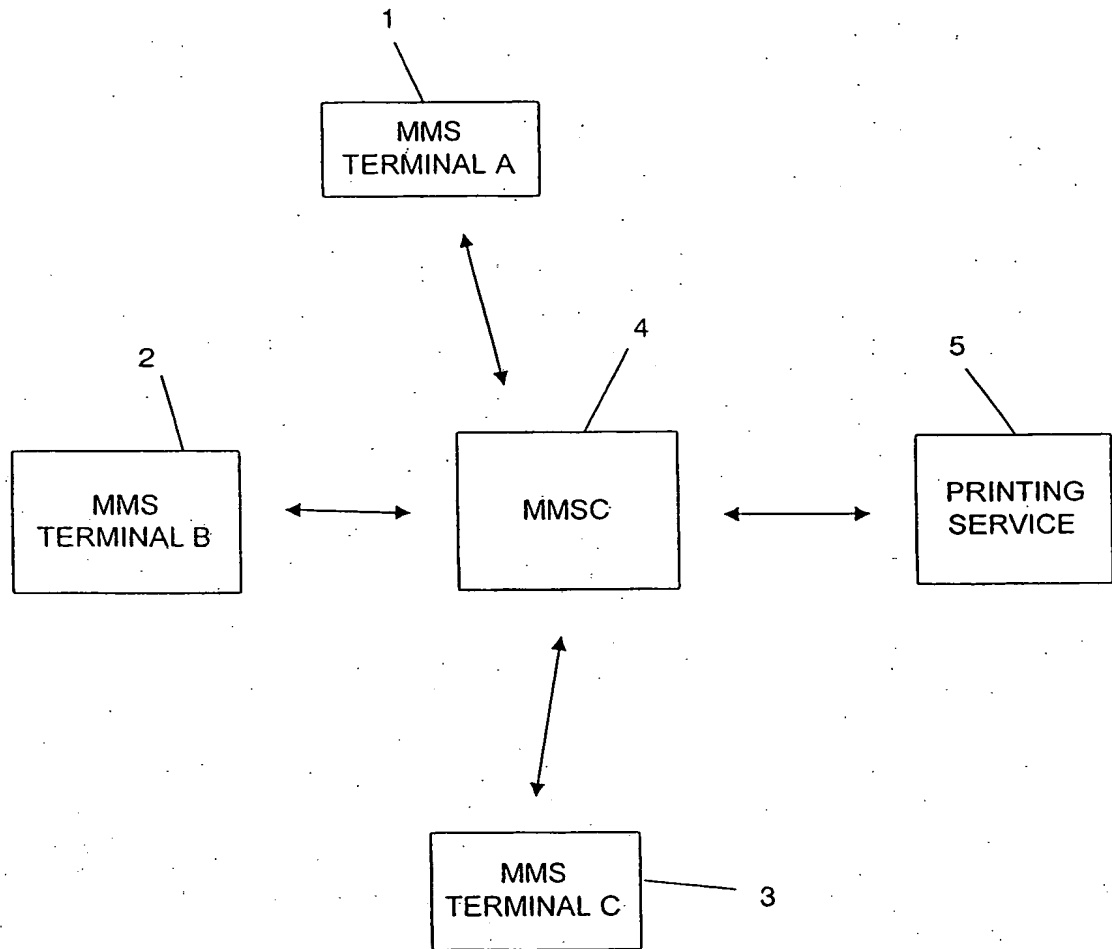 1
MMS
TERMINAL A
4
2
5
MMS
TERMINAL B
MMSC
PRINTING
SERVICE
MMS
TERMINAL C
3